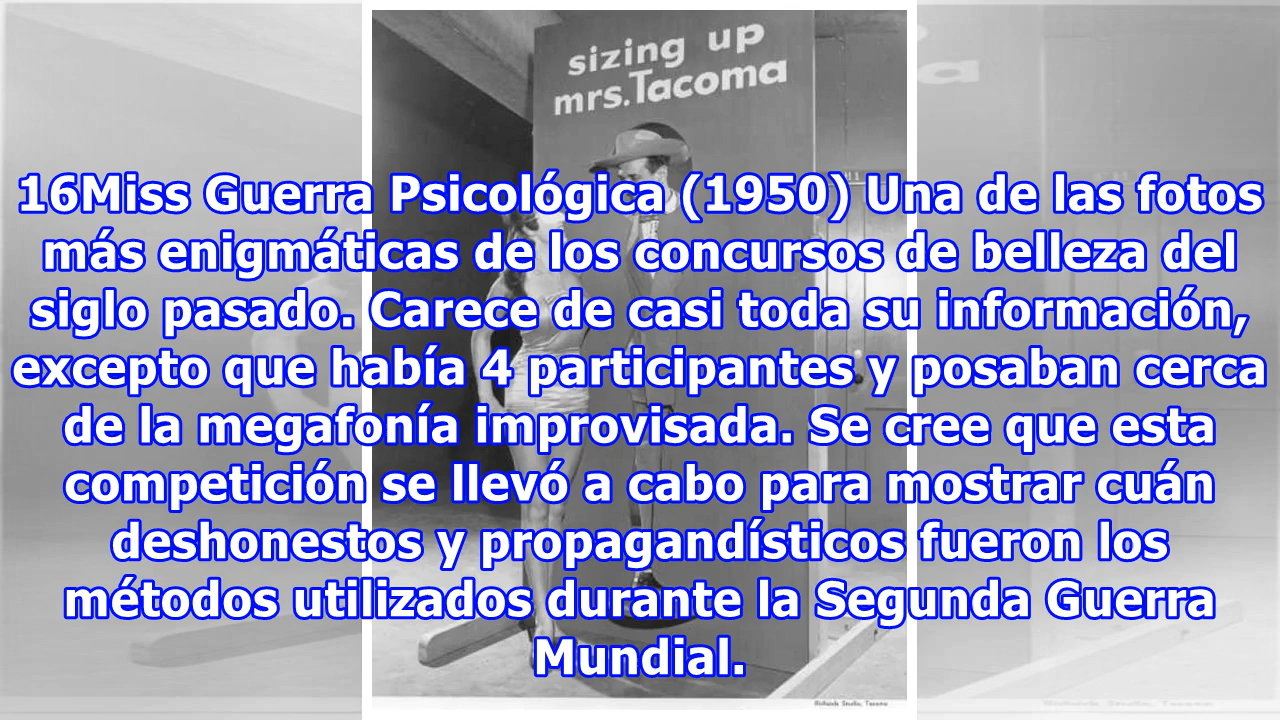 sizing up
mrs. Tacoma
16Miss Guerra Psicológica (1950) Una de las fotos
más enigmáticas de los concursos de belleza del
siglo pasado. Carece de casi toda su información,
excepto que había 4 participantes y posaban cerca
de la megafonía improvisada. Se cree que esta
competición se llevó a cabo para mostrar cuán
deshonestos y propagandísticos fueron los
métodos utilizados durante la Segunda Guerra
Mundial.